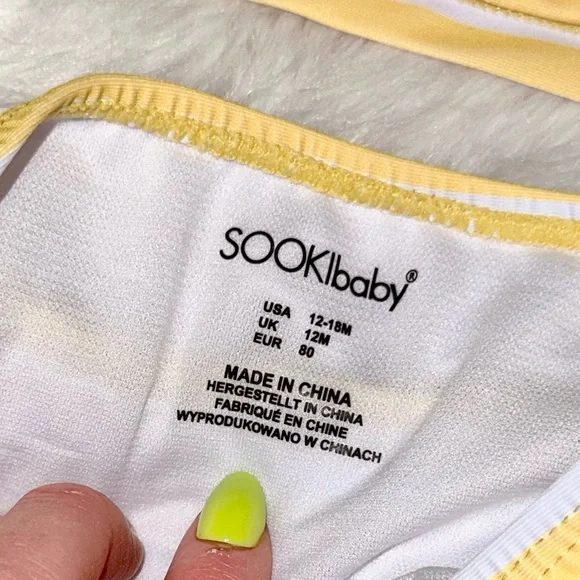 SOOKIbaby®
USA 12-18M
UK 12M
EUR 80
MADE IN CHINA
HERGESTELLT IN CHINA
FABRIQUÉ EN CHINE
WYPRODUKOWANO W CHINACH